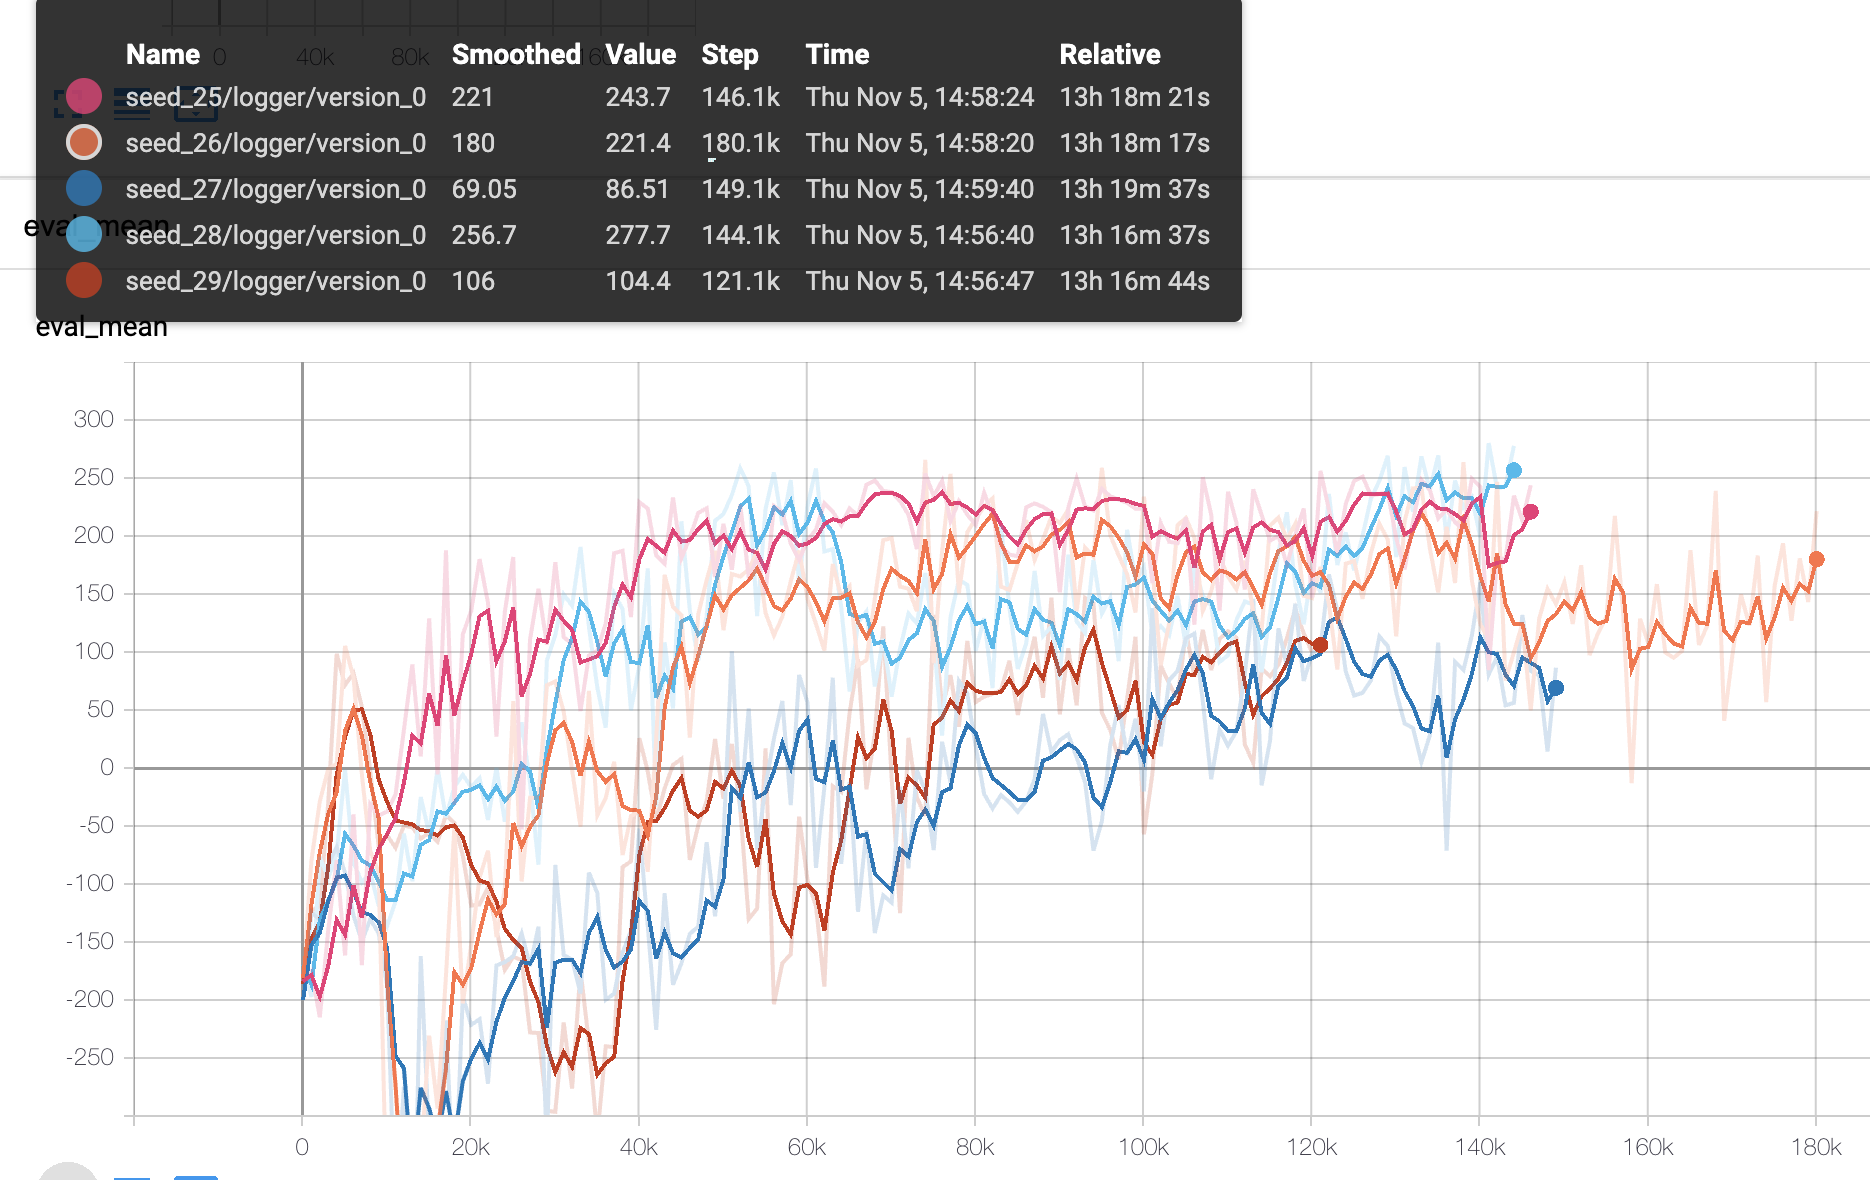 0 40k 80k 160k
Name Smoothed Value Step Time Relative
seed_25/logger/version_0 221 243.7 146.1k Thu Nov 5, 14:58:24 13h 18m 21s
seed_26/logger/version_0 180 221.4 180.1k Thu Nov 5, 14:58:20 13h 18m 17s
seed_27/logger/version_0 69.05 86.51 149.1k Thu Nov 5, 14:59:40 13h 19m 37s
eval_mean
seed_28/logger/version_0 256.7 277.7 144.1k Thu Nov 5, 14:56:40 13h 16m 37s
seed_29/logger/version_0 106 104.4 121.1k Thu Nov 5, 14:56:47 13h 16m 44s
eval_mean
300
250
200
150
100
50
0
-50
-100
-150
-200
-250
0 20k 40k 60k 80k 100k 120k 140k 160k 180k